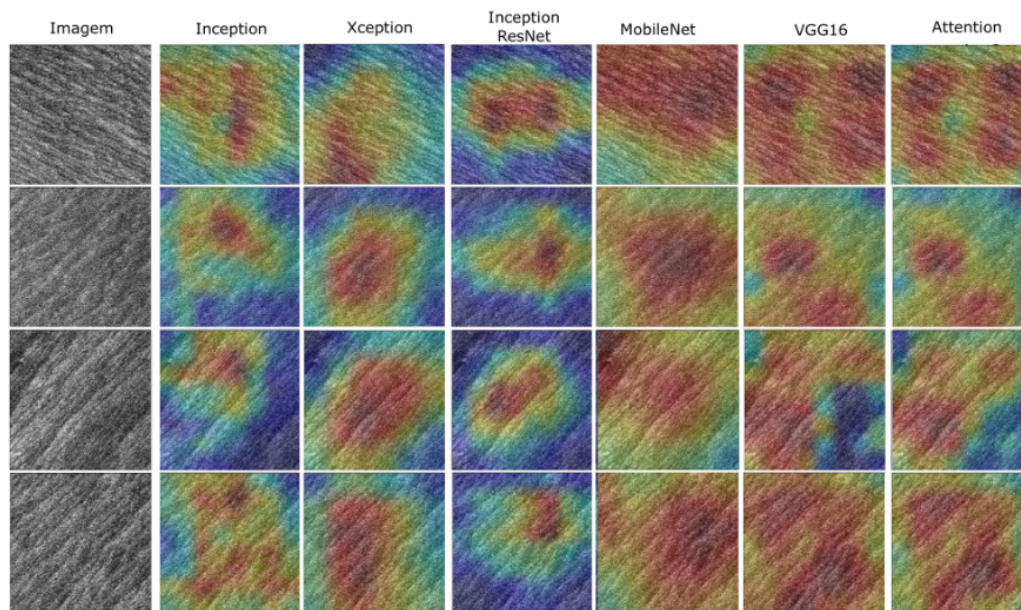 Imagem
Inception
Xception
Inception
ResNet
MobileNet
VGG16
Attention